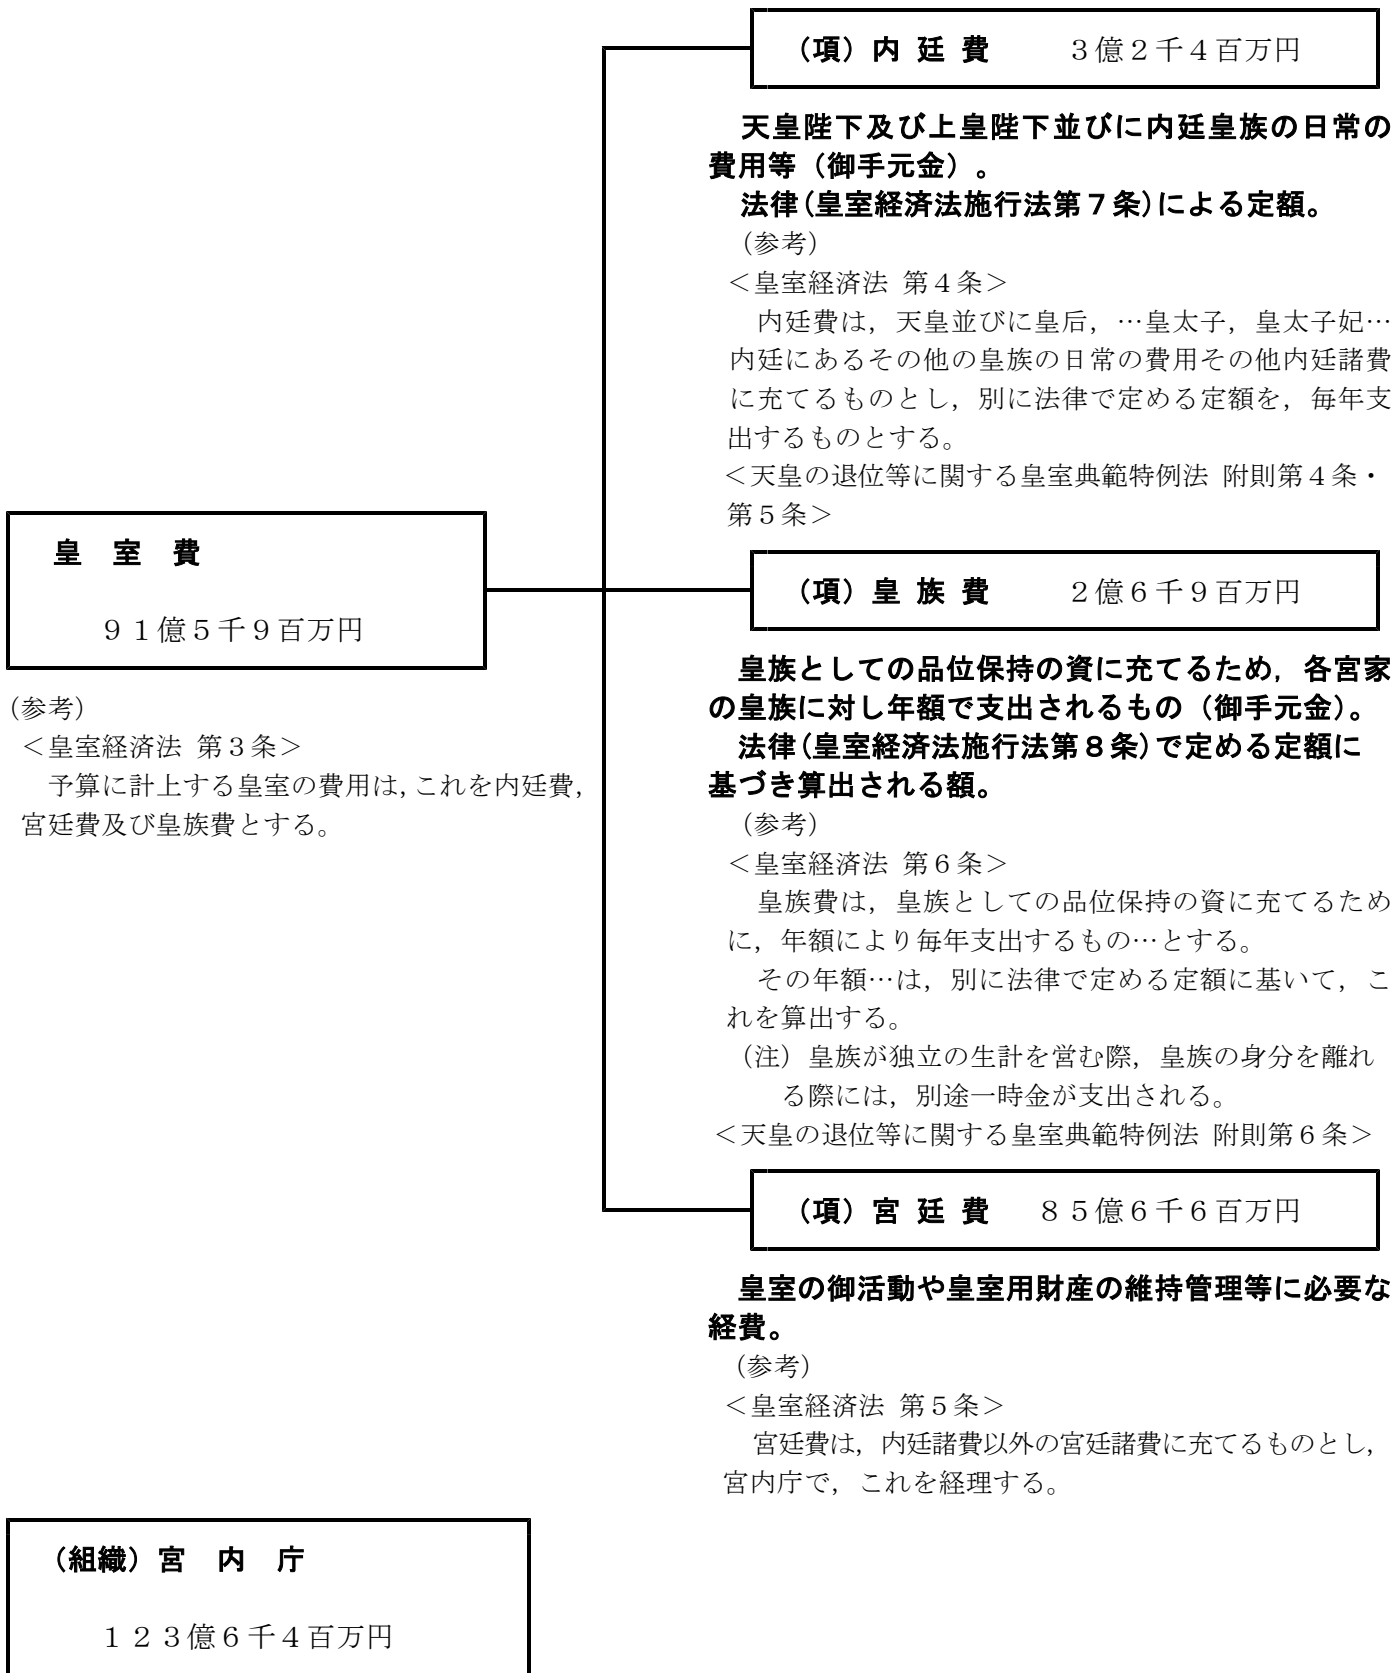 (項) 内 廷 費　　３億２千４百万円
天皇陛下及び上皇陛下並びに内廷皇族の日常の
費用等（御手元金）。
法律(皇室経済法施行法第７条)による定額。
（参考）
＜皇室経済法 第４条＞
内廷費は，天皇並びに皇后，…皇太子，皇太子妃…
内廷にあるその他の皇族の日常の費用その他内廷諸費
に充てるものとし，別に法律で定める定額を，毎年支
出するものとする。
＜天皇の退位等に関する皇室典範特例法 附則第４条・
第５条＞
皇　室　費
９１億５千９百万円
（参考）
＜皇室経済法 第３条＞
予算に計上する皇室の費用は，これを内廷費，
宮廷費及び皇族費とする。
(項) 皇 族 費　　２億６千９百万円
皇族としての品位保持の資に充てるため，各宮家
の皇族に対し年額で支出されるもの（御手元金）。
法律(皇室経済法施行法第８条)で定める定額に
基づき算出される額。
（参考）
＜皇室経済法 第６条＞
皇族費は，皇族としての品位保持の資に充てるため
に，年額により毎年支出するもの…とする。
その年額…は，別に法律で定める定額に基いて，こ
れを算出する。
（注）皇族が独立の生計を営む際，皇族の身分を離れ
る際には，別途一時金が支出される。
＜天皇の退位等に関する皇室典範特例法 附則第６条＞
(項) 宮 廷 費　　８５億６千６百万円
皇室の御活動や皇室用財産の維持管理等に必要な
経費。
（参考）
＜皇室経済法 第５条＞
宮廷費は，内廷諸費以外の宮廷諸費に充てるものとし，
宮内庁で，これを経理する。
(組織) 宮　内　庁
１２３億６千４百万円